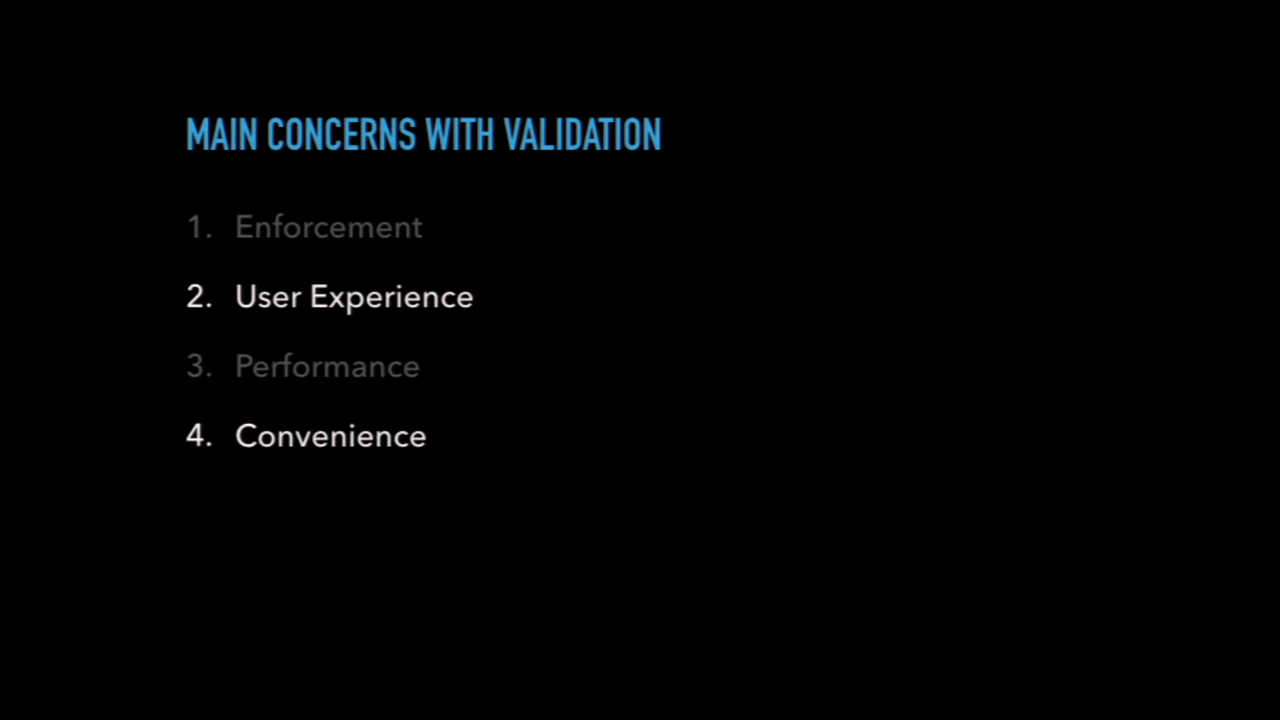 MAIN CONCERNS WITH VALIDATION
1. Enforcement
2. User Experience
3. Performance
4. Convenience